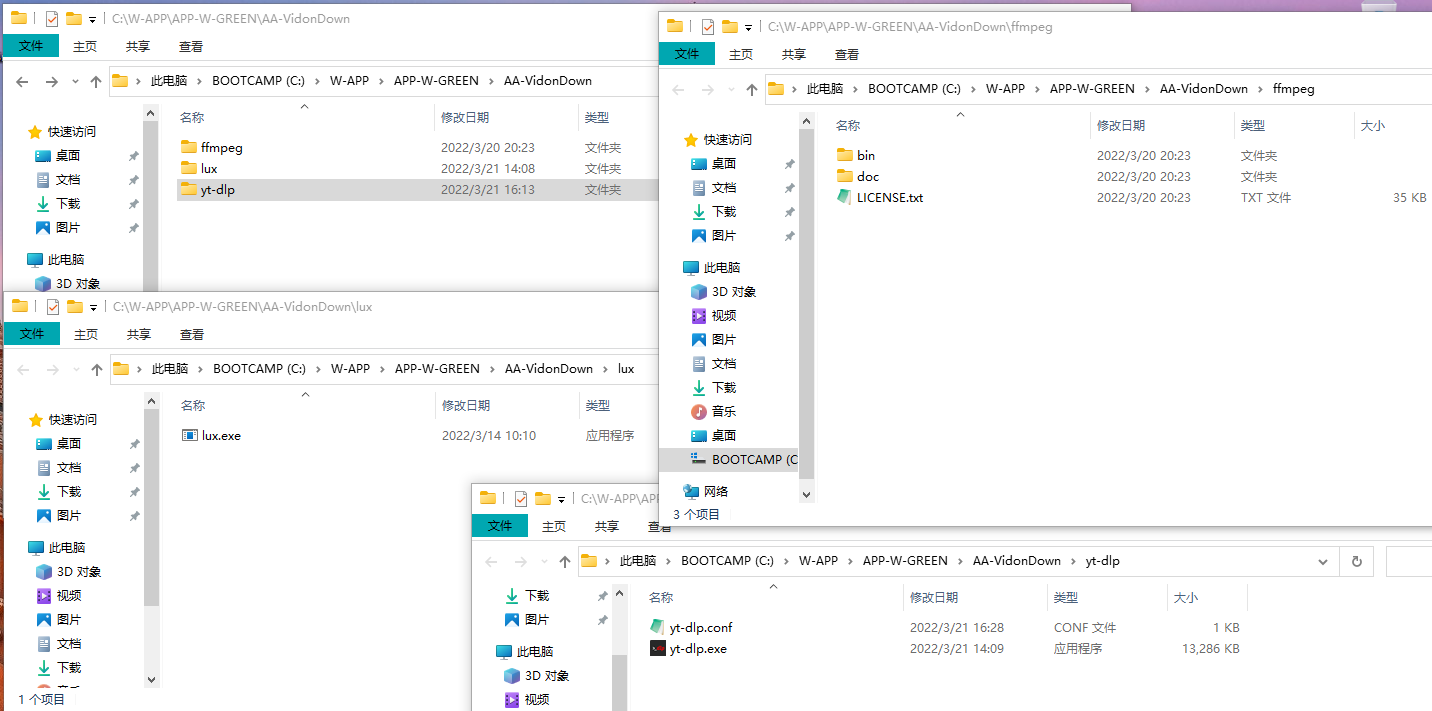 C:\W-APP\APP-W-GREEN\AA-VidonDown
文件 主页 共享 查看
此电脑 BOOTCAMP (C:) W-APP APP-W-GREEN AA-VidonDown
名称 修改日期 类型
快速访问
桌面
文档
下载
图片
此电脑
3D 对象
ffmpeg 2022/3/20 20:23 文件夹
lux 2022/3/21 14:08 文件夹
yt-dlp 2022/3/21 16:13 文件夹
C:\W-APP\APP-W-GREEN\AA-VidonDown\ffmpeg
文件 主页 共享 查看
此电脑 BOOTCAMP (C:) W-APP APP-W-GREEN AA-VidonDown ffmpeg
名称 修改日期 类型 大小
快速访问
桌面
文档
下载
图片
此电脑
3D 对象
视频
图片
文档
下载
音乐
桌面
BOOTCAMP (C
网络
bin 2022/3/20 20:23 文件夹
doc 2022/3/20 20:23 文件夹
LICENSE.txt 2022/3/20 20:23 TXT 文件 35 KB
3 个项目
C:\W-APP\APP-W-GREEN\AA-VidonDown\lux
文件 主页 共享 查看
此电脑 BOOTCAMP (C:) W-APP APP-W-GREEN AA-VidonDown lux
名称 修改日期 类型
快速访问
桌面
文档
下载
图片
此电脑
3D 对象
视频
图片
文档
下载
lux.exe 2022/3/14 10:10 应用程序
1 个项目
C:\W-APP\AP
文件 主页 共享 查看
此电脑 BOOTCAMP (C:) W-APP APP-W-GREEN AA-VidonDown yt-dlp
名称 修改日期 类型 大小
下载
图片
此电脑
3D 对象
视频
yt-dlp.conf 2022/3/21 16:28 CONF 文件 1 KB
yt-dlp.exe 2022/3/21 14:09 应用程序 13,286 KB